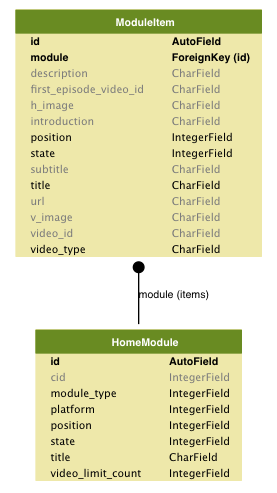 ModuleItem
id AutoField
module ForeignKey (id)
description CharField
first_episode_video_id CharField
h_image CharField
introduction CharField
position IntegerField
state IntegerField
subtitle CharField
title CharField
url CharField
v_image CharField
video_id CharField
video_type CharField
module (items)
HomeModule
id AutoField
cid IntegerField
module_type IntegerField
platform IntegerField
position IntegerField
state IntegerField
title CharField
video_limit_count IntegerField